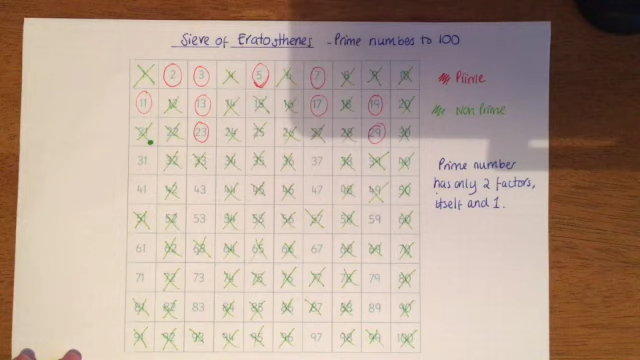 Sieve of Eratosthenes - Prime numbes to 100
1 2 3 4 5 6 7 8 9 10
11 12 13 14 15 16 17 18 19 20
21 22 23 24 25 26 27 28 29 30
31 32 33 34 35 36 37 38 39 40
41 42 43 44 45 46 47 48 49 50
51 52 53 54 55 56 57 58 59 60
61 62 63 64 65 66 67 68 69 70
71 72 73 74 75 76 77 78 79 80
81 82 83 84 85 86 87 88 89 90
91 92 93 94 95 96 97 98 99 100
Prime
Non Prime
Prime number
has only 2 factors,
itself and 1.